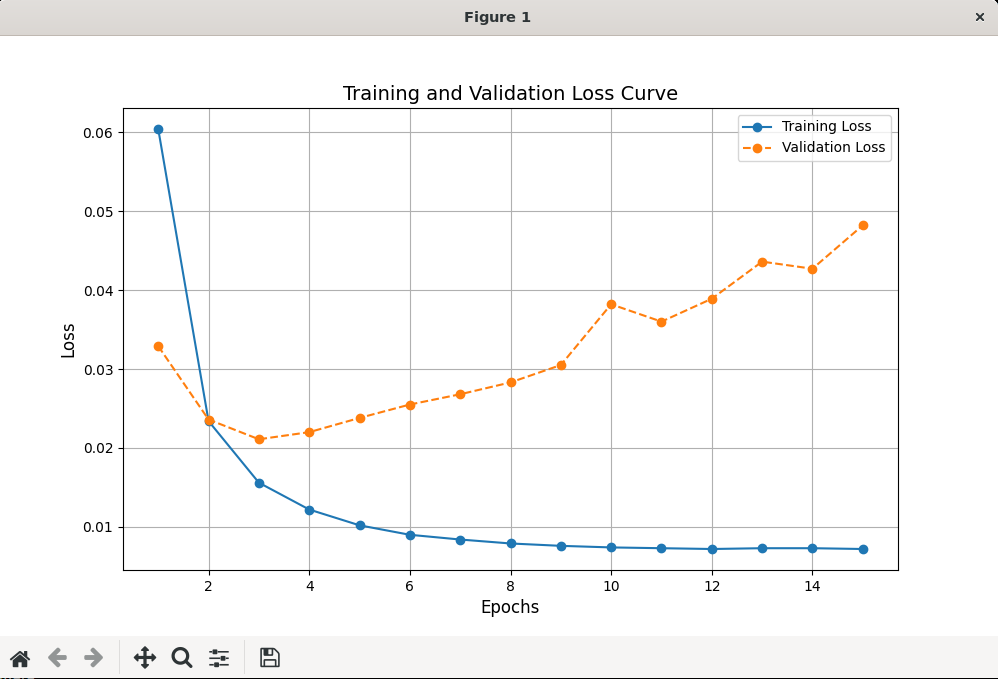 Figure 1
×
Training and Validation Loss Curve
Training Loss
Validation Loss
0.06
0.05
0.04
0.03
0.02
0.01
Loss
2 4 6 8 10 12 14
Epochs